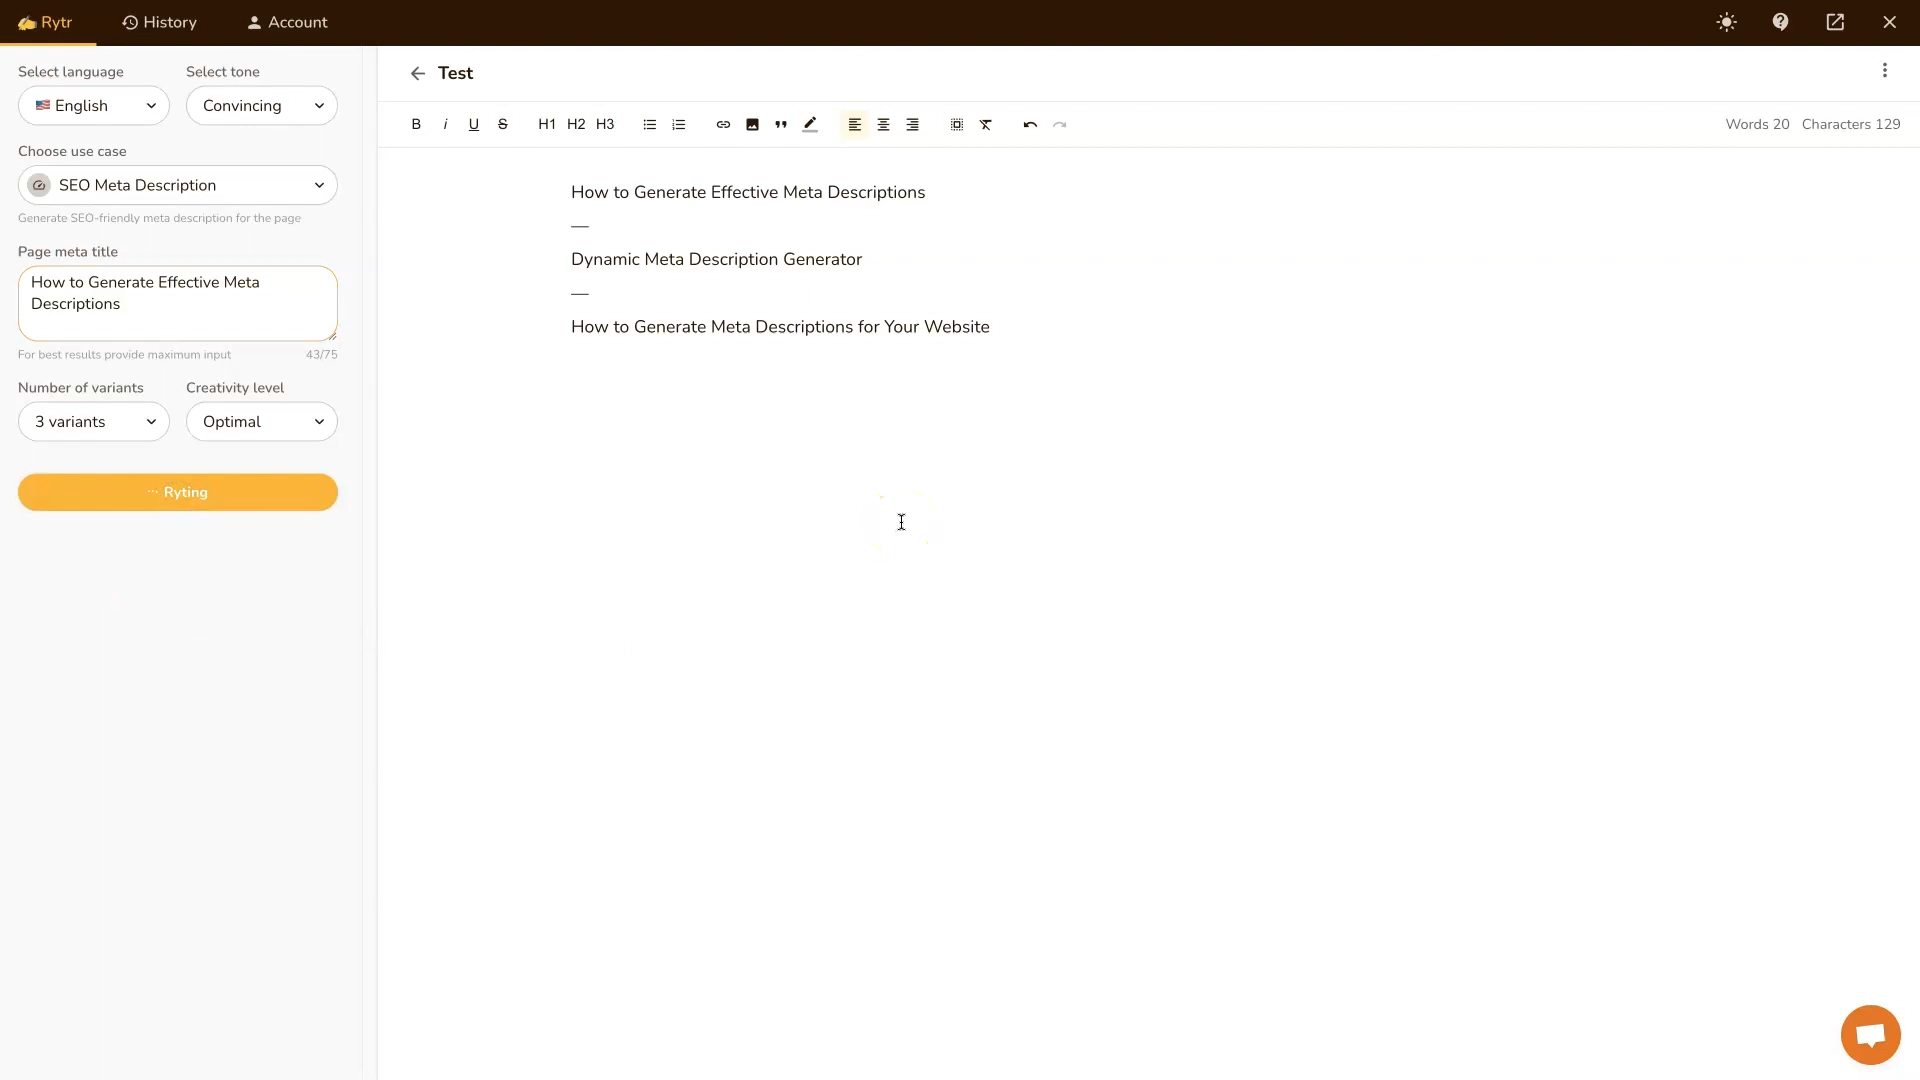 Rytr
History
Account
Select language
Select tone
English
Convincing
Choose use case
SEO Meta Description
Generate SEO-friendly meta description for the page
Page meta title
How to Generate Effective Meta
Descriptions
For best results provide maximum input
43/75
Number of variants
Creativity level
3 variants
Optimal
··· Ryting
Test
B i U S H1 H2 H3
Words 20 Characters 129
How to Generate Effective Meta Descriptions
—
Dynamic Meta Description Generator
—
How to Generate Meta Descriptions for Your Website